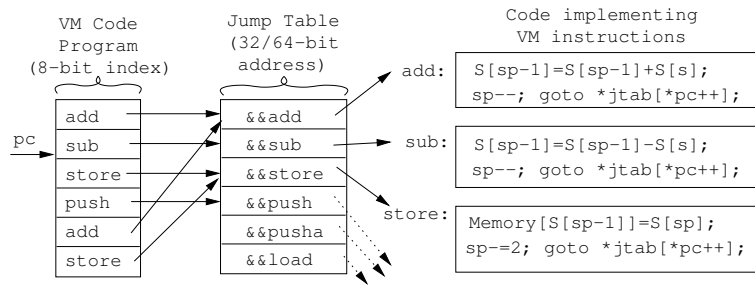 VM Code
Program
(8-bit index)
Jump Table
(32/64-bit
address)
Code implementing
VM instructions
pc
add
sub
store
push
add
store
&&add
&&sub
&&store
&&push
&&pusha
&&load
add:
S[sp-1]=S[sp-1]+S[s];
sp--; goto *jtab[*pc++];
sub:
S[sp-1]=S[sp-1]-S[s];
sp--; goto *jtab[*pc++];
store:
Memory[S[sp-1]]=S[sp];
sp-=2; goto *jtab[*pc++];